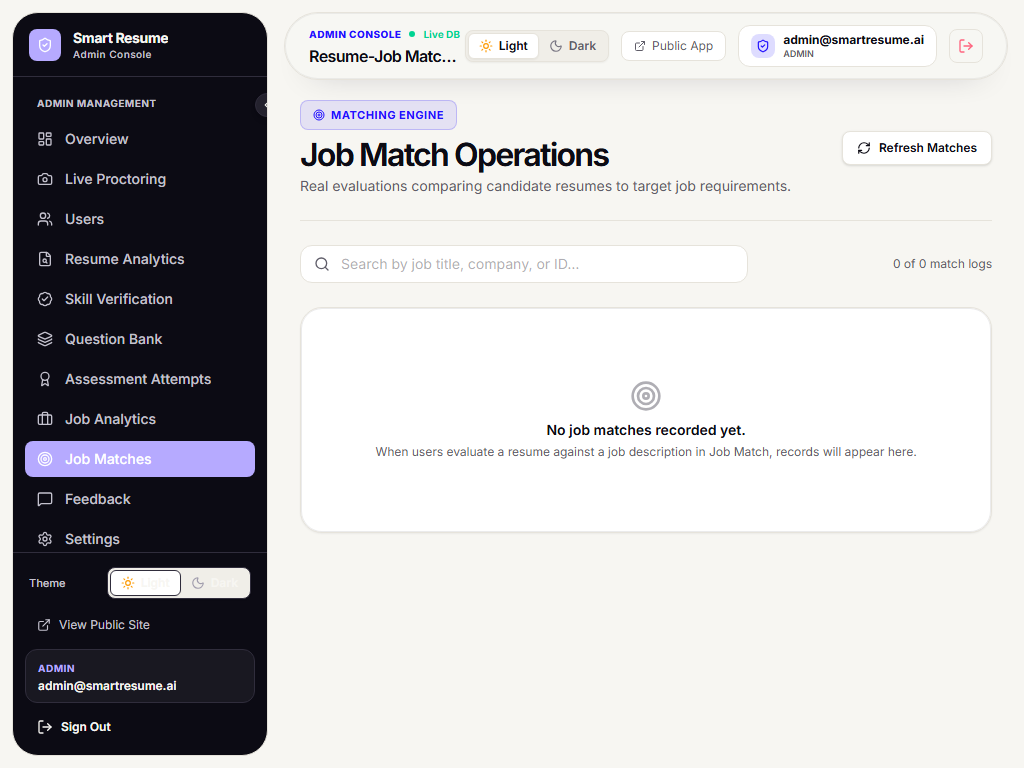 Smart Resume
Admin Console
ADMIN MANAGEMENT
Overview
Live Proctoring
Users
Resume Analytics
Skill Verification
Question Bank
Assessment Attempts
Job Analytics
Job Matches
Feedback
Settings
Theme
Light
Dark
View Public Site
ADMIN
admin@smartresume.ai
Sign Out
ADMIN CONSOLE
Live DB
Resume-Job Matc...
Light
Dark
Public App
admin@smartresume.ai
ADMIN
MATCHING ENGINE
Job Match Operations
Real evaluations comparing candidate resumes to target job requirements.
Refresh Matches
Search by job title, company, or ID...
0 of 0 match logs
No job matches recorded yet.
When users evaluate a resume against a job description in Job Match, records will appear here.